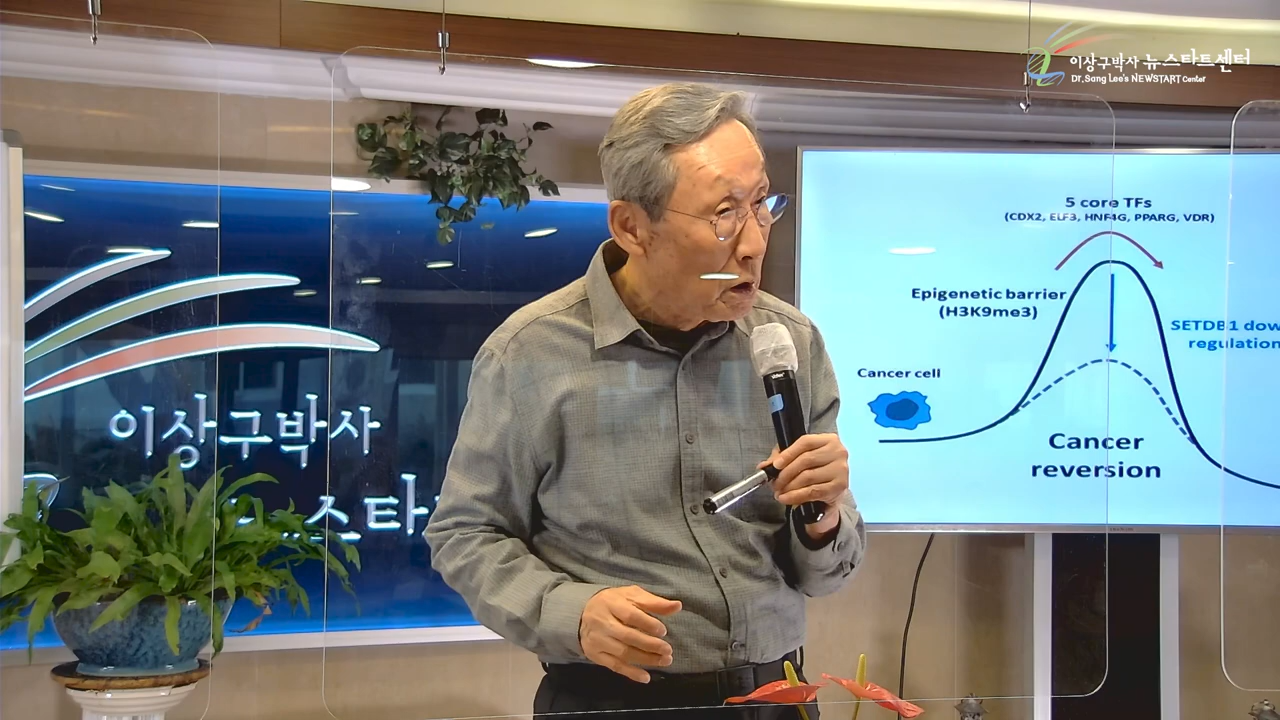 이상구박사 뉴스타트센터
Dr. Sang Lee's NEWSTART Center
5 core TFs
(CDX2, ELF3, HNF4G, PPARG, VDR)
Epigenetic barrier
(H3K9me3)
SETDB1 dow
regulation
Cancer cell
Cancer
reversion
이상구박사
스타